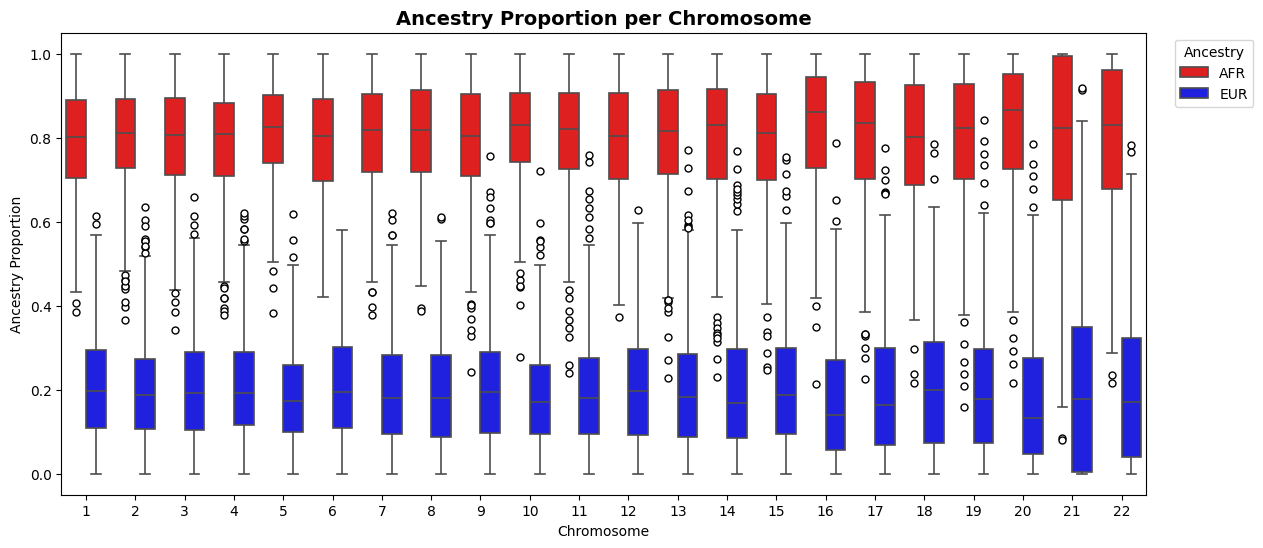 Ancestry Proportion per Chromosome
Ancestry
AFR
EUR
Ancestry Proportion
1.0
0.8
0.6
0.4
0.2
0.0
1 2 3 4 5 6 7 8 9 10 11 12 13 14 15 16 17 18 19 20 21 22
Chromosome